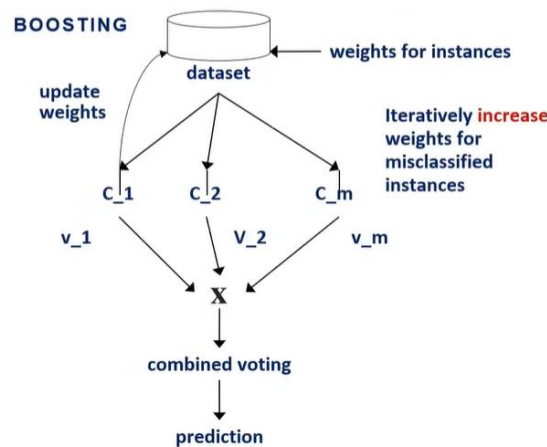 BOOSTING
weights for instances
dataset
update
weights
Iteratively increase
weights for
misclassified
instances
C_1
C_2
C_m
v_1
V_2
v_m
X
combined voting
prediction